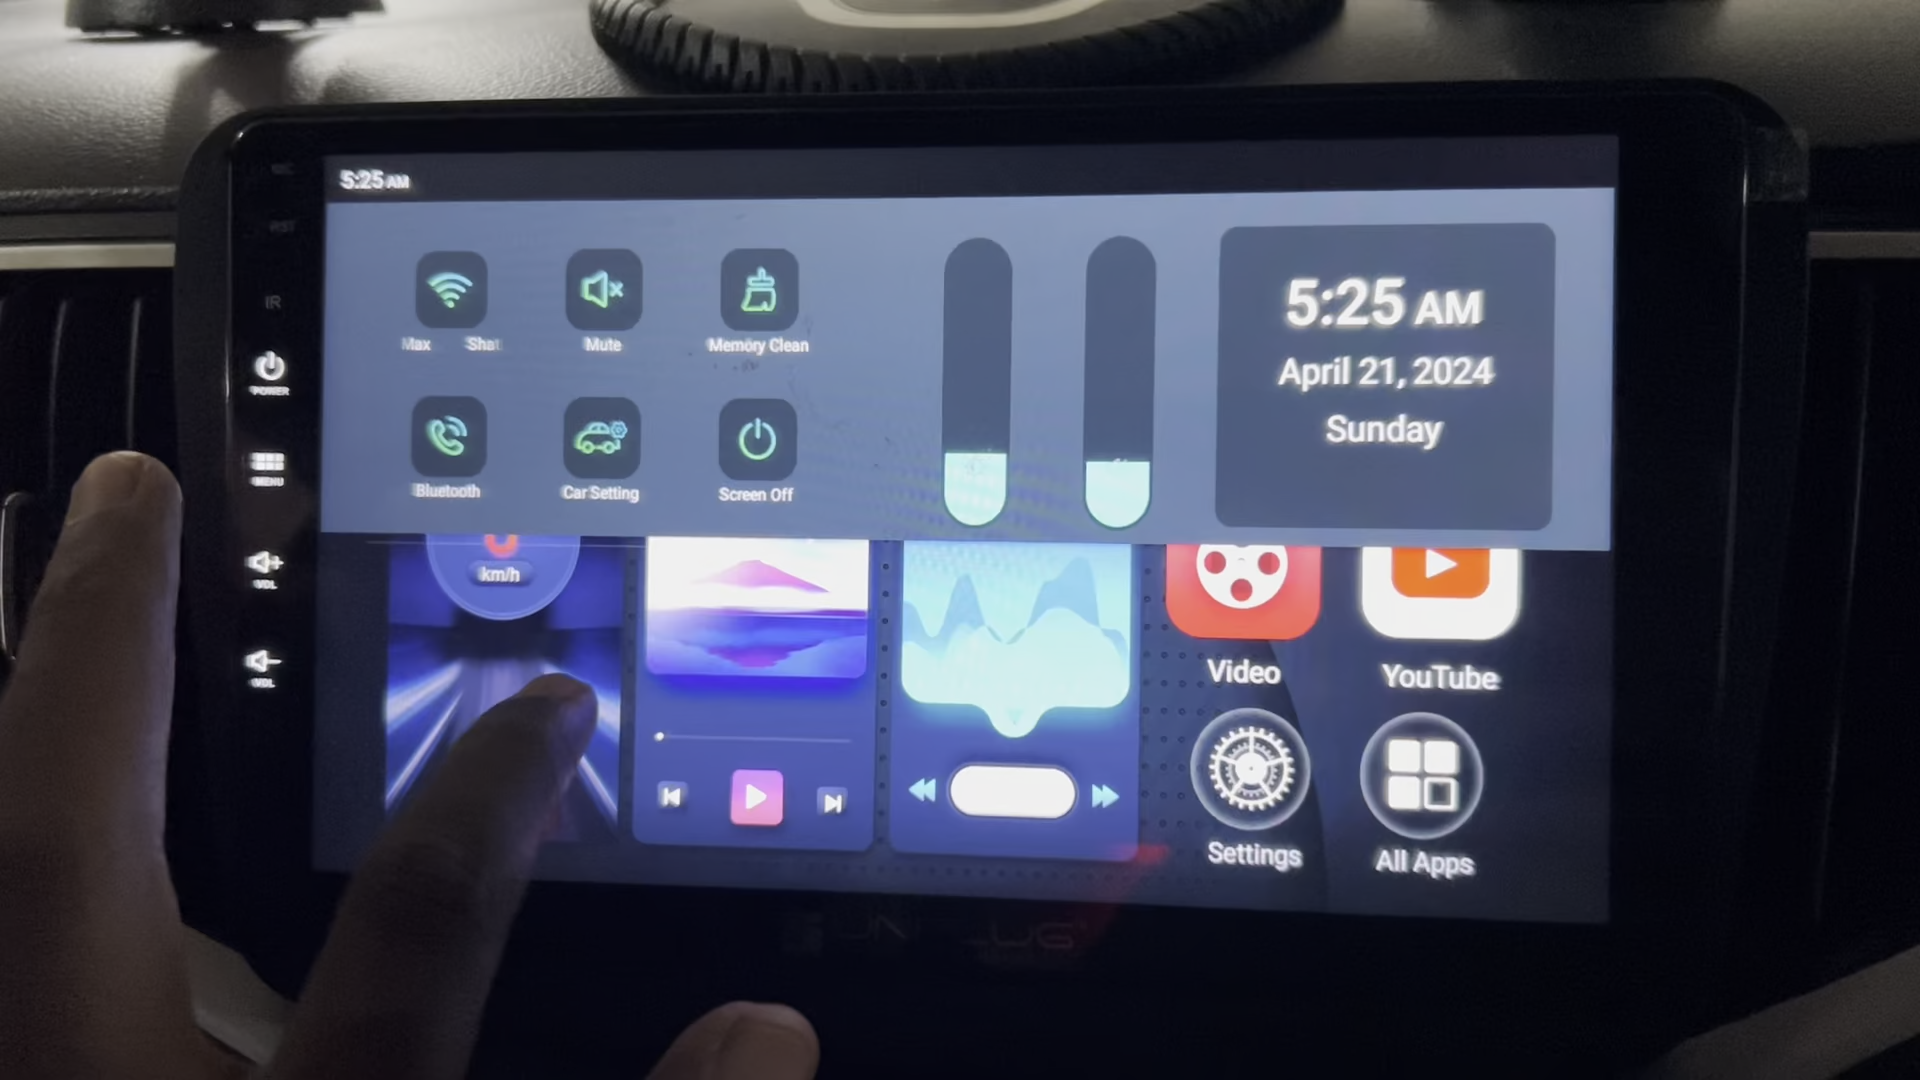 5:25 AM
RST
IR
POWER
MENU
VOL
VOL
Max Shat
Mute
Memory Clean
Bluetooth
Car Setting
Screen Off
5:25 AM
April 21, 2024
Sunday
km/h
Video
YouTube
Settings
All Apps